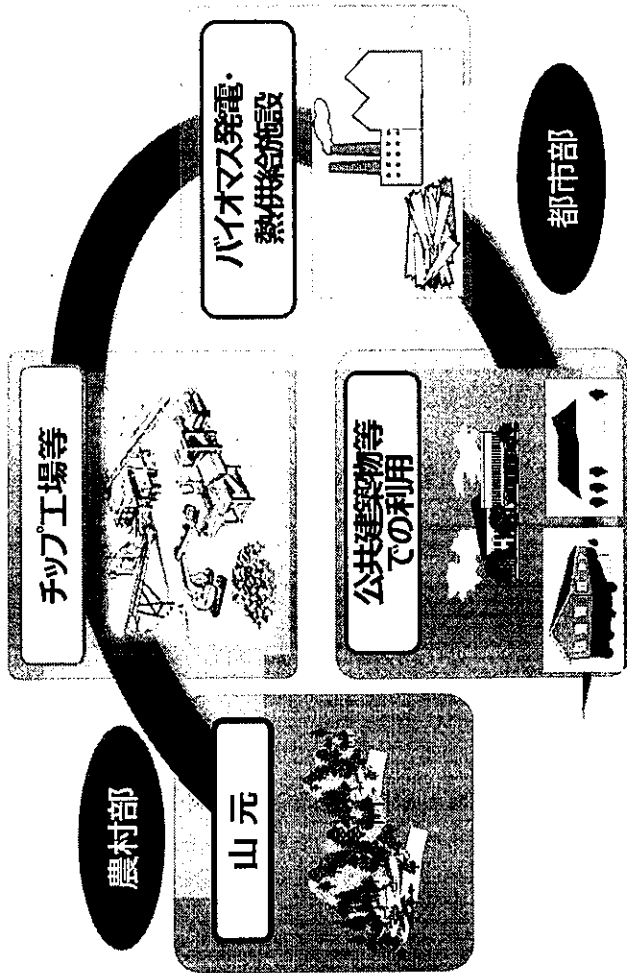 農村部
山元
チップ工場等
バイオマス発電・
熱供給施設
公共建築物等
での利用
都市部